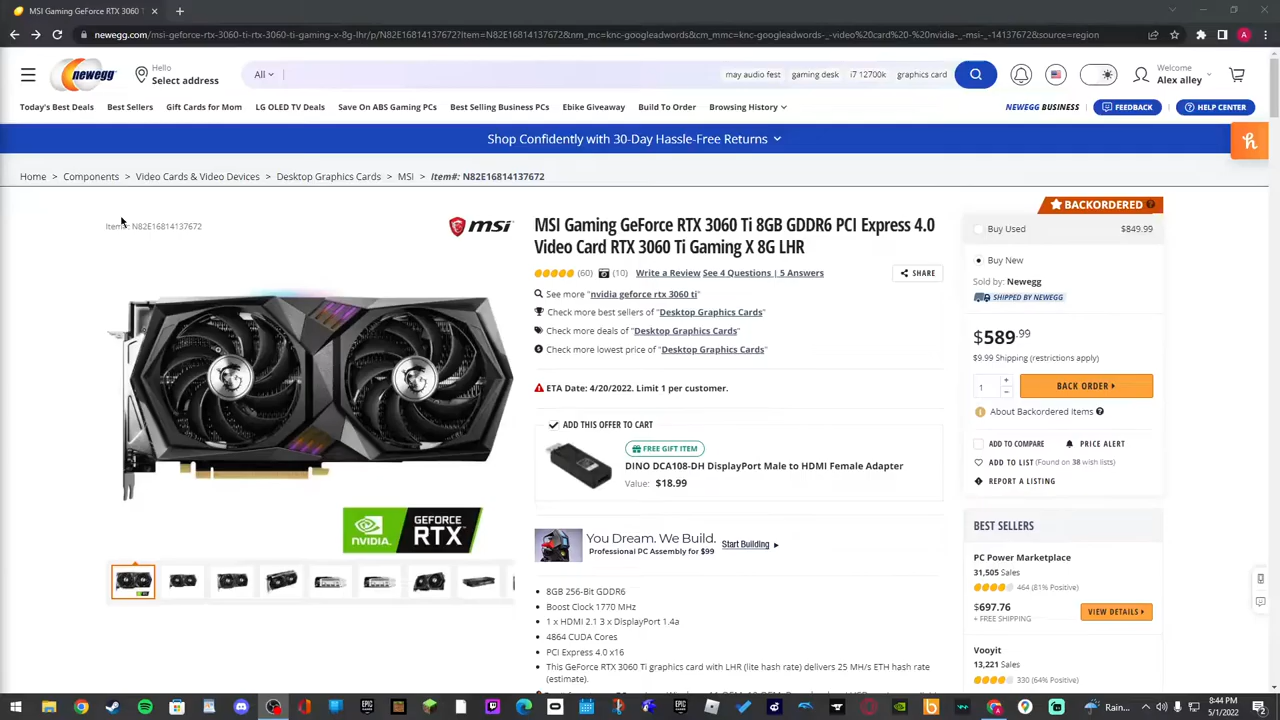 MSI Gaming GeForce RTX 3060 T
newegg.com/msi-geforce-rtx-3060-ti-rtx-3060-ti-gaming-x-8g-lhr/p/N82E16814137672?Item=N82E16814137672&source=region
newegg
Hello
Select address
All
may audio fest gaming desk i7 12700k graphics card
Welcome
Alex alley
Today's Best Deals Best Sellers Gift Cards for Mom LG OLED TV Deals Save On ABS Gaming PCs Best Selling Business PCs Ebike Giveaway Build To Order Browsing History
NEWEGG BUSINESS FEEDBACK HELP CENTER
Shop Confidently with 30-Day Hassle-Free Returns
Home > Components > Video Cards & Video Devices > Desktop Graphics Cards > MSI > Item#: N82E16814137672
N82E16814137672
msi
MSI Gaming GeForce RTX 3060 Ti 8GB GDDR6 PCI Express 4.0
Video Card RTX 3060 Ti Gaming X 8G LHR
(60) (10) Write a Review See 4 Questions | 5 Answers
SHARE
See more "nvidia geforce rtx 3060 ti"
Check more best sellers of "Desktop Graphics Cards"
Check more deals of "Desktop Graphics Cards"
Check more lowest price of "Desktop Graphics Cards"
ETA Date: 4/20/2022. Limit 1 per customer.
ADD THIS OFFER TO CART
FREE GIFT ITEM
DINO DCA108-DH DisplayPort Male to HDMI Female Adapter
Value: $18.99
You Dream. We Build.
Professional PC Assembly for $99
Start Building
NVIDIA. GEFORCE RTX
8GB 256-Bit GDDR6
Boost Clock 1770 MHz
1 x HDMI 2.1 3 x DisplayPort 1.4a
4864 CUDA Cores
PCI Express 4.0 x16
This GeForce RTX 3060 Ti graphics card with LHR (lite hash rate) delivers 25 MH/s ETH hash rate
(estimate).
BACKORDERED
Buy Used $849.99
Buy New
Sold by: Newegg
SHIPPED BY NEWEGG
$589.99
$9.99 Shipping (restrictions apply)
1
BACK ORDER
About Backordered Items
ADD TO COMPARE PRICE ALERT
ADD TO LIST (Found on 38 wish lists)
REPORT A LISTING
BEST SELLERS
PC Power Marketplace
31,505 Sales
464 (81% Positive)
$697.76
+ FREE SHIPPING
VIEW DETAILS
Vooyit
13,221 Sales
330 (64% Positive)
Rain...
8:44 PM
5/1/2022